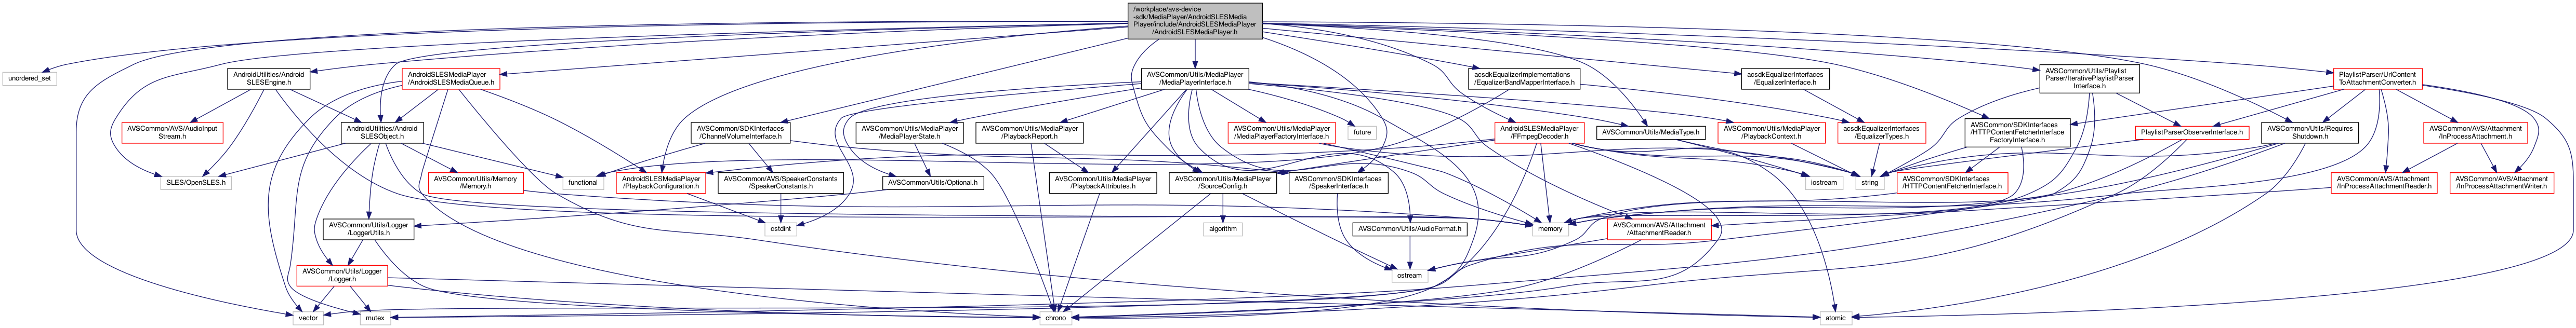 /workplace/avs-device
-sdk/MediaPlayer/AndroidSLESMedia
Player/include/AndroidSLESMediaPlayer
/AndroidSLESMediaPlayer.h
unordered_set
AndroidUtilities/Android
SLESEngine.h
AndroidSLESMediaPlayer
/AndroidSLESMediaQueue.h
AVSCommon/Utils/MediaPlayer
/MediaPlayerInterface.h
acsdkEqualizerImplementations
/EqualizerBandMapperInterface.h
acsdkEqualizerInterfaces
/EqualizerInterface.h
AVSCommon/Utils/Playlist
Parser/IterativePlaylistParser
Interface.h
PlaylistParser/UrlContent
ToAttachmentConverter.h
AVSCommon/AVS/AudioInput
Stream.h
AndroidUtilities/Android
SLESObject.h
AVSCommon/SDKInterfaces
/ChannelVolumeInterface.h
AVSCommon/Utils/MediaPlayer
/MediaPlayerState.h
AVSCommon/Utils/MediaPlayer
/PlaybackReport.h
AVSCommon/Utils/MediaPlayer
/MediaPlayerFactoryInterface.h
future
AndroidSLESMediaPlayer
/FFmpegDecoder.h
AVSCommon/Utils/MediaType.h
AVSCommon/Utils/MediaPlayer
/PlaybackContext.h
acsdkEqualizerInterfaces
/EqualizerTypes.h
AVSCommon/SDKInterfaces
/HTTPContentFetcherInterface
FactoryInterface.h
PlaylistParserObserverInterface.h
AVSCommon/Utils/Requires
Shutdown.h
AVSCommon/AVS/Attachment
/InProcessAttachment.h
SLES/OpenSLES.h
AVSCommon/Utils/Memory
/Memory.h
functional
AndroidSLESMediaPlayer
/PlaybackConfiguration.h
AVSCommon/AVS/SpeakerConstants
/SpeakerConstants.h
AVSCommon/Utils/Optional.h
AVSCommon/Utils/MediaPlayer
/PlaybackAttributes.h
AVSCommon/Utils/MediaPlayer
/SourceConfig.h
AVSCommon/SDKInterfaces
/SpeakerInterface.h
iostream
string
AVSCommon/SDKInterfaces
/HTTPContentFetcherInterface.h
AVSCommon/AVS/Attachment
/InProcessAttachmentReader.h
AVSCommon/AVS/Attachment
/InProcessAttachmentWriter.h
AVSCommon/Utils/Logger
/LoggerUtils.h
cstdint
algorithm
AVSCommon/Utils/AudioFormat.h
memory
AVSCommon/AVS/Attachment
/AttachmentReader.h
AVSCommon/Utils/Logger
/Logger.h
ostream
vector
mutex
chrono
atomic